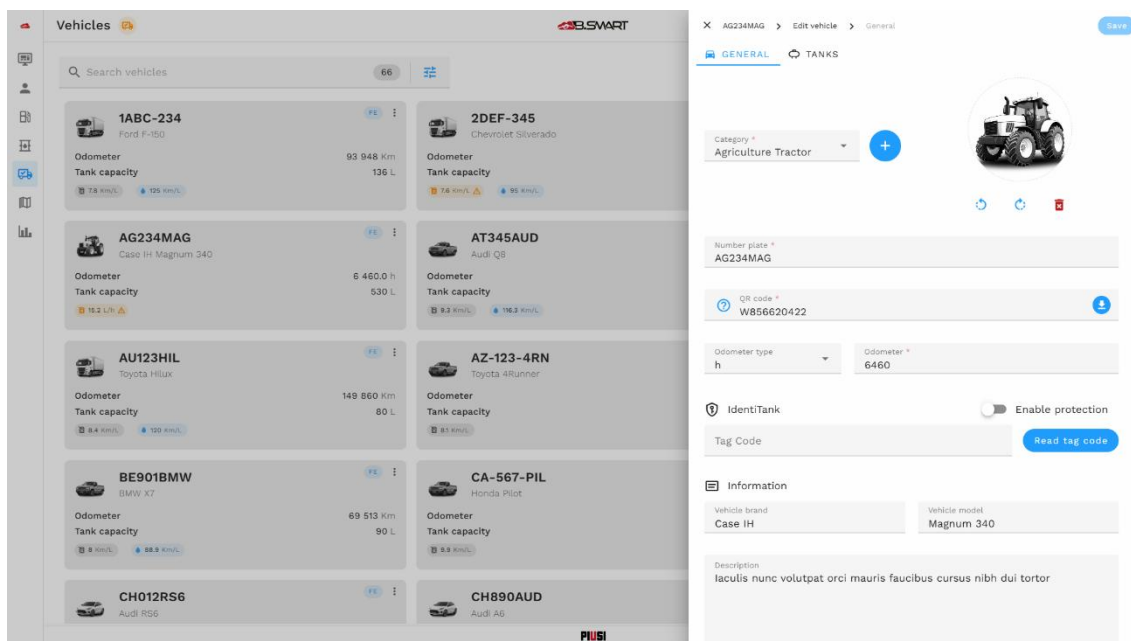 Vehicles
B.SMART
Search vehicles
66
1ABC-234
FE
Ford F-150
Odometer
93 948 Km
Tank capacity
136 L
7.8 Km/L
125 Km/L
2DEF-345
Chevrolet Silverado
Odometer
Tank capacity
7.6 Km/L
95 Km/L
AG234MAG
FE
Case IH Magnum 340
Odometer
6 460.0 h
Tank capacity
530 L
15.2 L/h
AT345AUD
Audi Q8
Odometer
Tank capacity
9.3 Km/L
116.3 Km/L
AU123HIL
FE
Toyota Hilux
Odometer
149 860 Km
Tank capacity
80 L
8.4 Km/L
120 Km/L
AZ-123-4RN
Toyota 4Runner
Odometer
Tank capacity
8.1 Km/L
BE901BMW
FE
BMW X7
Odometer
69 513 Km
Tank capacity
90 L
9 Km/L
88.9 Km/L
CA-567-PIL
Honda Pilot
Odometer
Tank capacity
9.9 Km/L
CH012RS6
FE
Audi RS6
CH890AUD
Audi A6
PIUSI
AG234MAG > Edit vehicle > General
Save
GENERAL
TANKS
Category *
Agriculture Tractor
Number plate *
AG234MAG
QR code *
W856620422
Odometer type
h
Odometer *
6460
IdentiTank
Enable protection
Tag Code
Read tag code
Information
Vehicle brand
Case IH
Vehicle model
Magnum 340
Description
Iaculis nunc volutpat orci mauris faucibus cursus nibh dui tortor